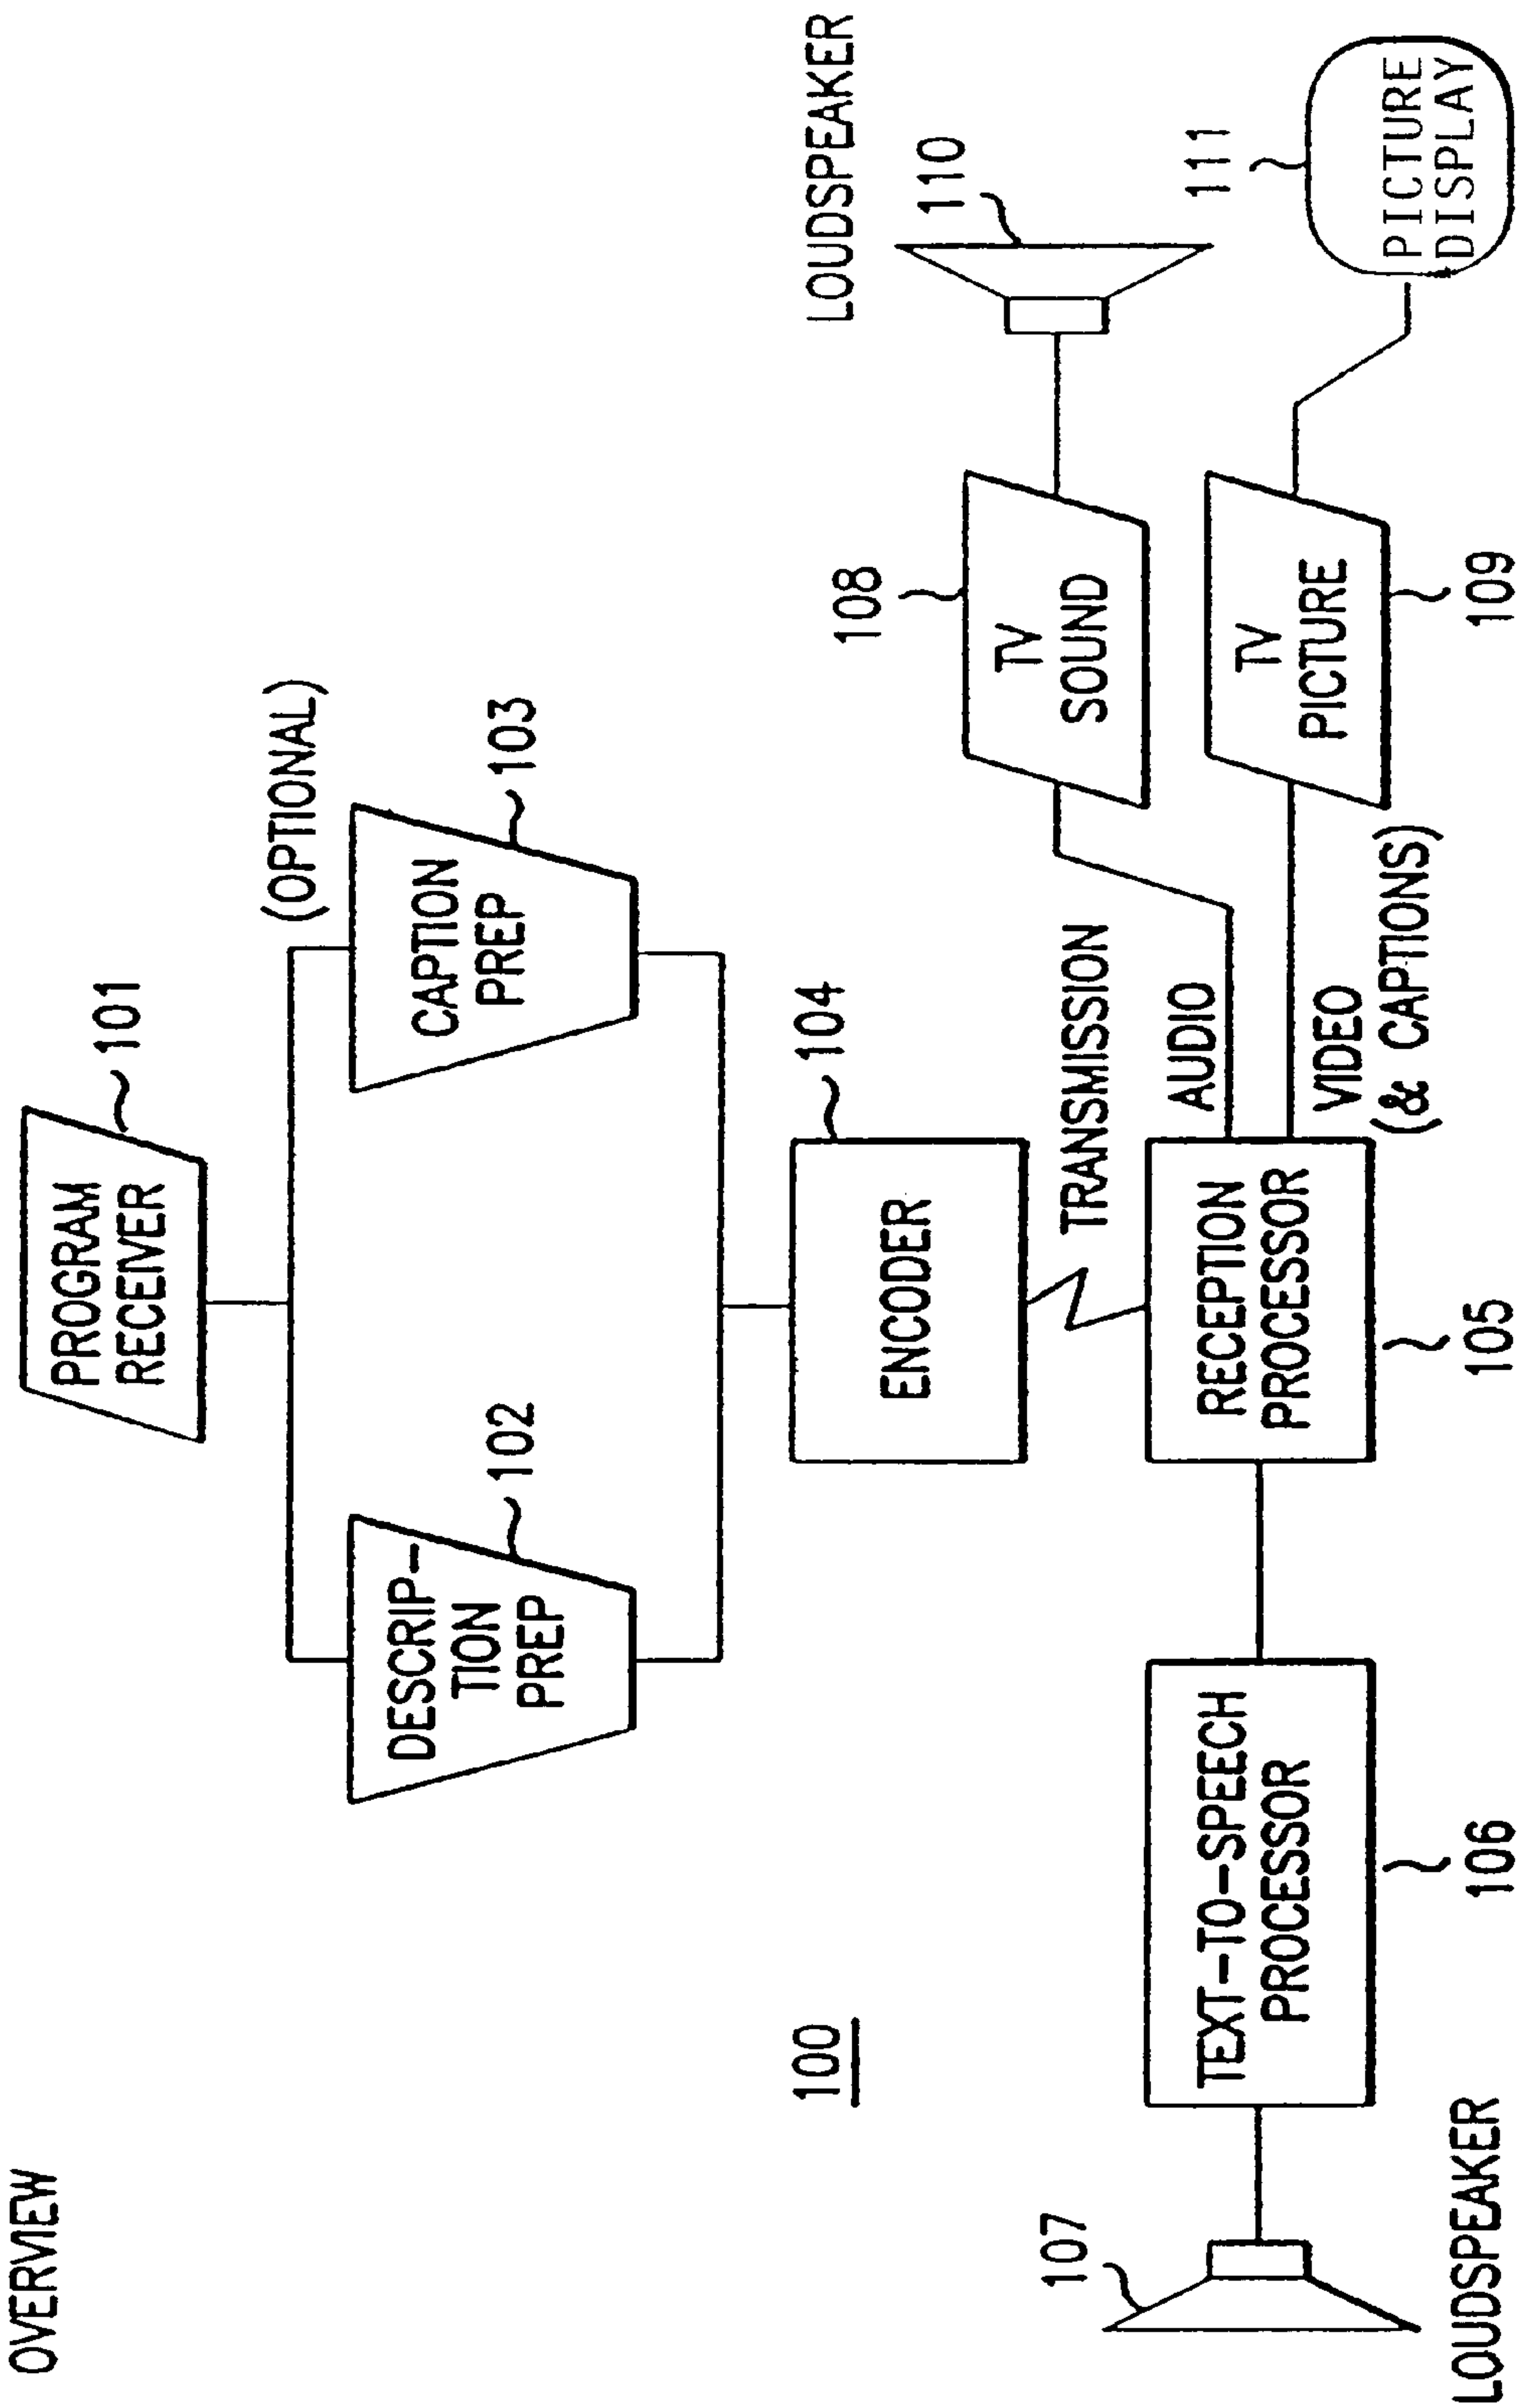 OVERVIEW
PROGRAM
RECEIVER
101
(OPTIONAL)
DESCRIP-
TION
PREP
102
CAPTION
PREP
103
100
ENCODER
104
TRANSMISSION
LOUDSPEAKER
107
TEXT-TO-SPEECH
PROCESSOR
106
RECEPTION
PROCESSOR
105
AUDIO
VIDEO
(& CAPTIONS)
TV
SOUND
108
TV
PICTURE
109
LOUDSPEAKER
110
111
PICTURE
DISPLAY